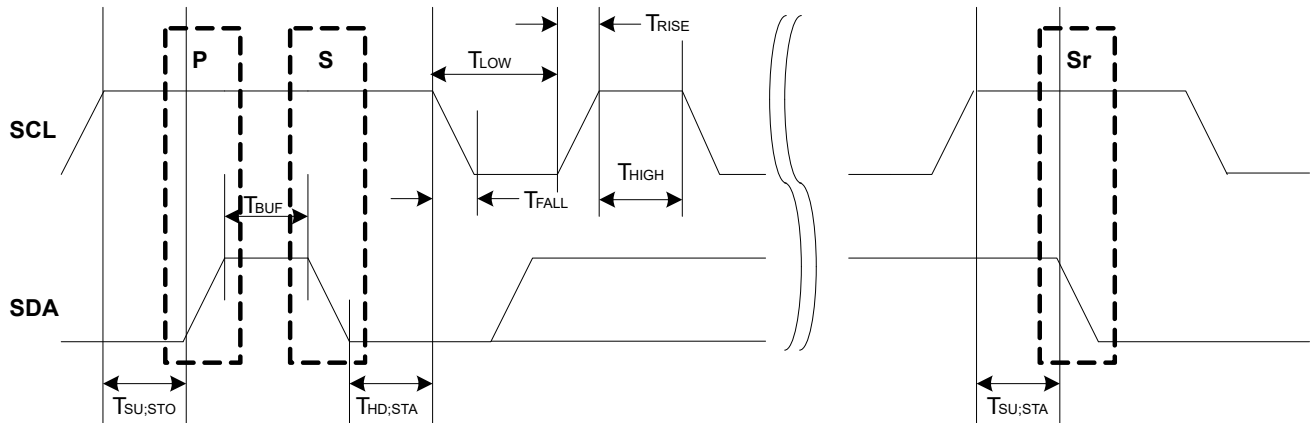 TRISE
P
S
TLOW
Sr
SCL
THIGH
TFALL
TBUF
SDA
TSU;STO
THD;STA
TSU;STA